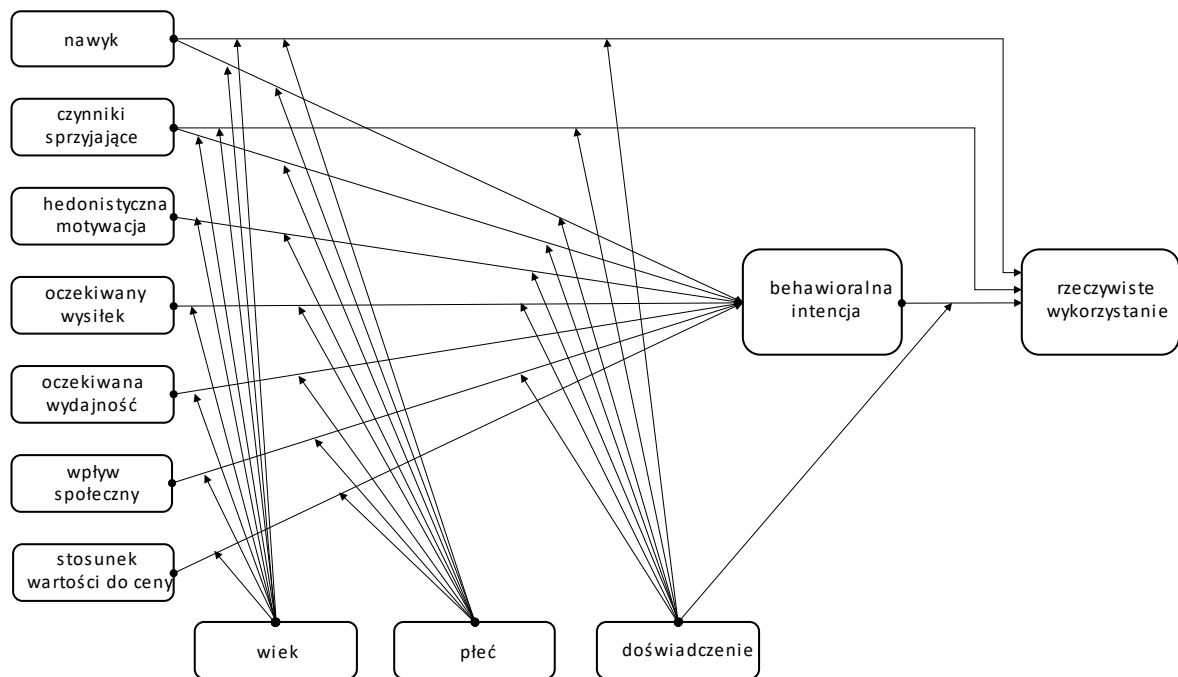 nawyk
czynniki
sprzyjające
hedonistyczna
motywacja
oczekiwany
wysiłek
oczekiwana
wydajność
wpływ
społeczny
stosunek
wartości do ceny
behawioralna
intencja
rzeczywiste
wykorzystanie
wiek
płeć
doświadczenie